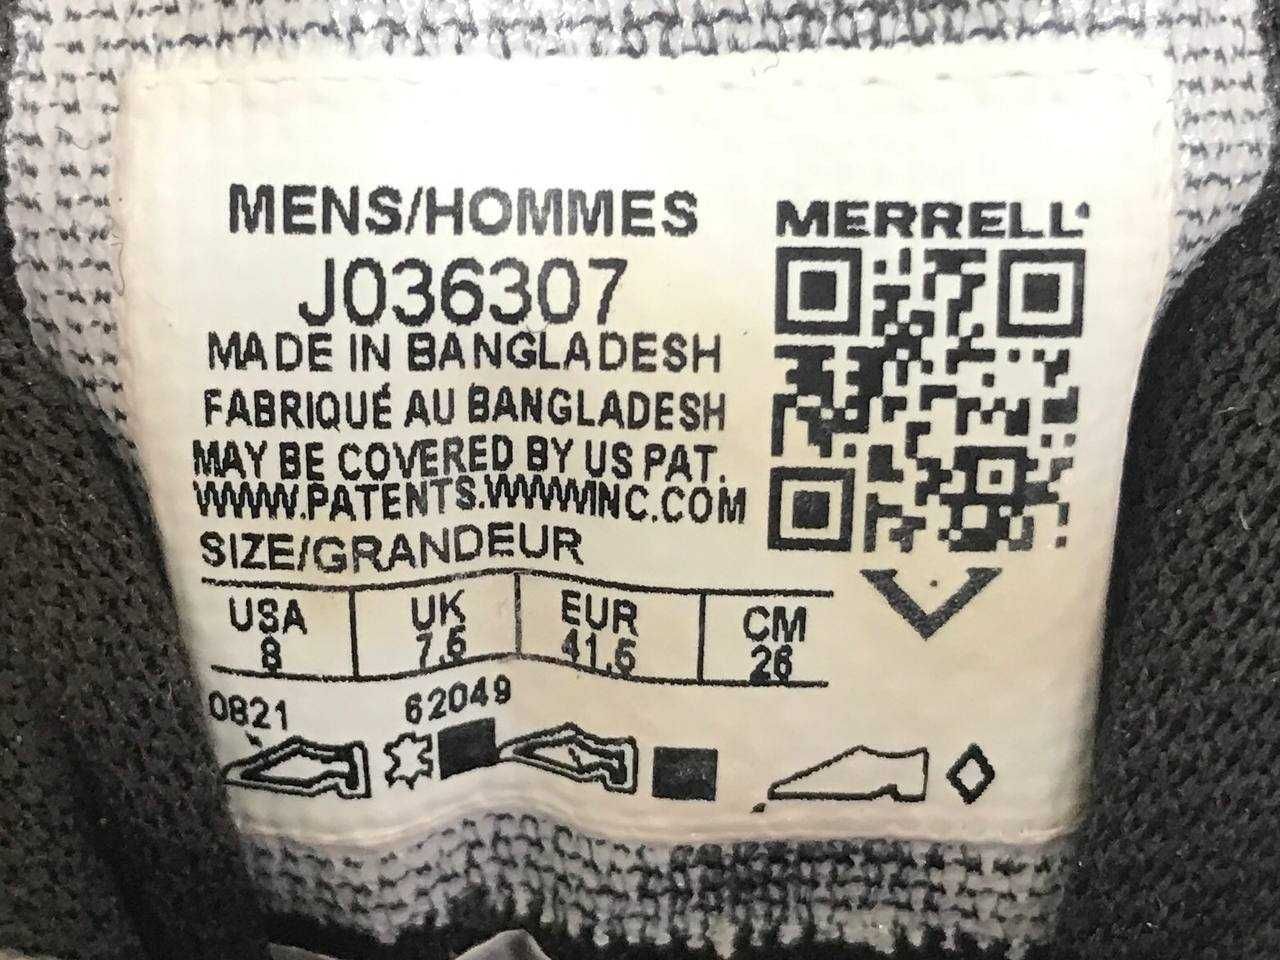 MENS/HOMMES
J036307
MADE IN BANGLADESH
FABRIQUÉ AU BANGLADESH
MAY BE COVERED BY US PAT.
WWW.PATENTS.WWWINC.COM
SIZE/GRANDEUR
USA UK EUR CM
8 7.5 41.5 26
0821 62049
MERRELL